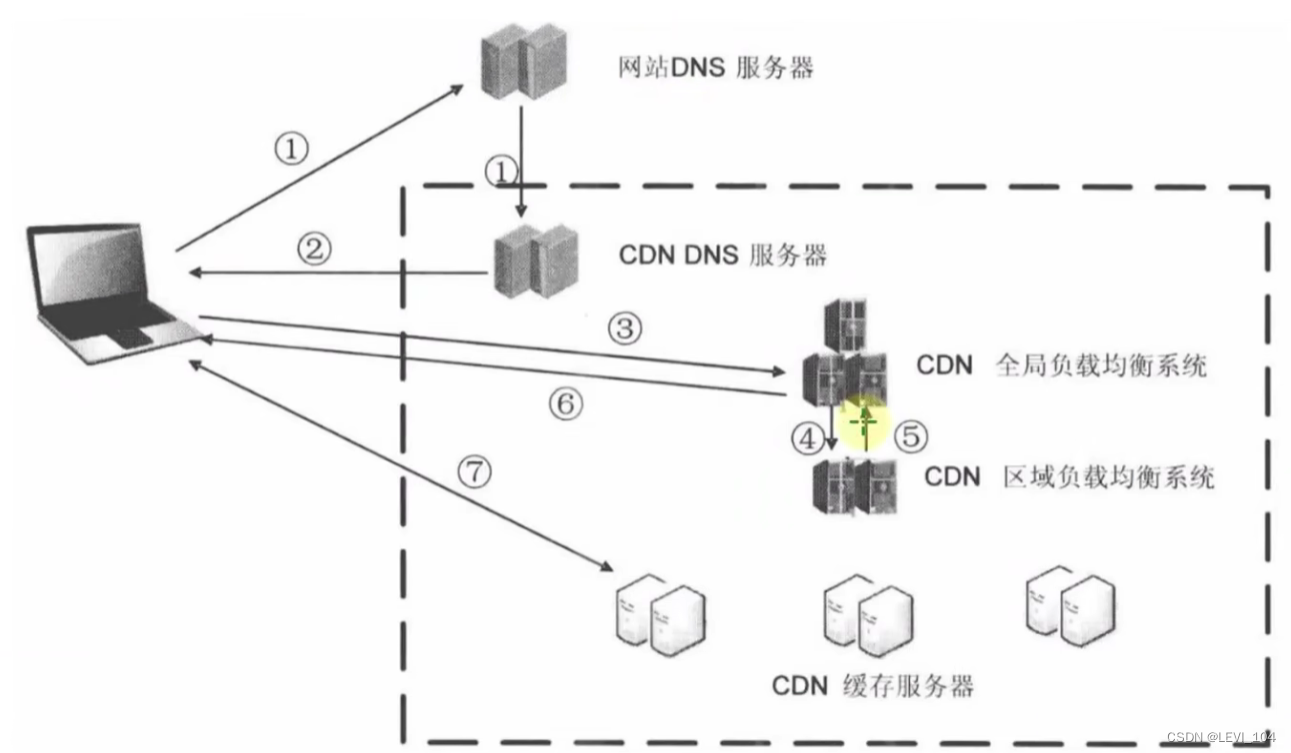 网站DNS 服务器
①
①
CDN DNS 服务器
②
③
CDN 全局负载均衡系统
⑥
④
⑤
⑦
CDN 区域负载均衡系统
CDN 缓存服务器
CSDN @LEVI_104